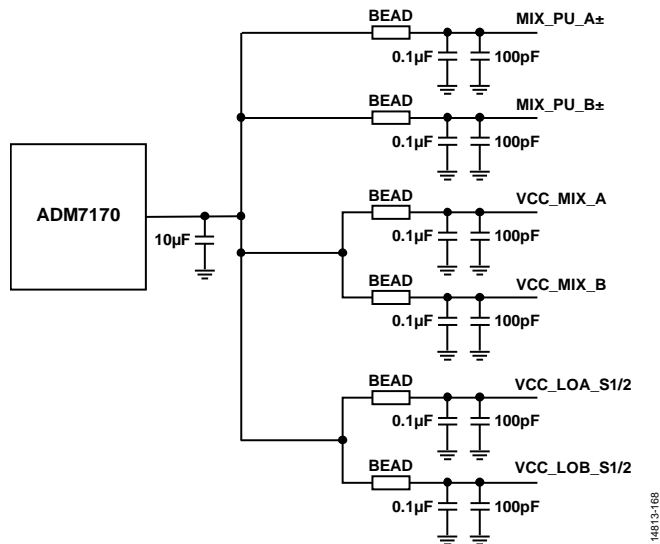 BEAD
MIX_PU_A±
0.1µF
100pF
BEAD
MIX_PU_B±
0.1µF
100pF
ADM7170
10µF
BEAD
VCC_MIX_A
0.1µF
100pF
BEAD
VCC_MIX_B
0.1µF
100pF
BEAD
VCC_LOA_S1/2
0.1µF
100pF
BEAD
VCC_LOB_S1/2
0.1µF
100pF
14813-168